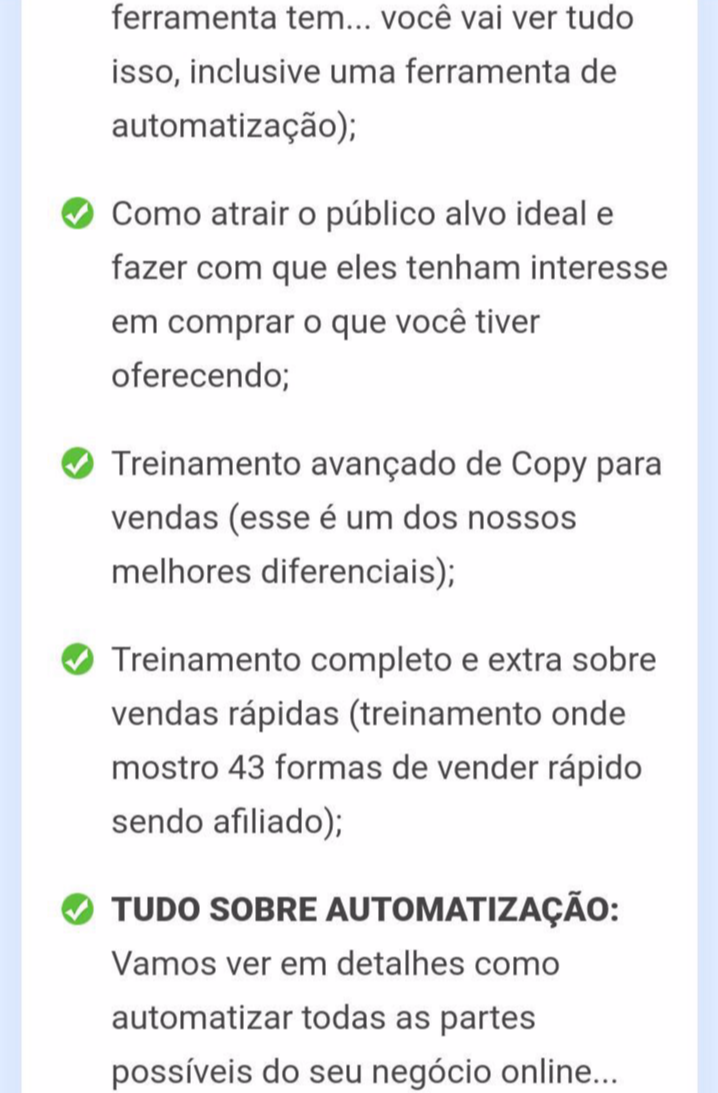 ferramenta tem... você vai ver tudo
isso, inclusive uma ferramenta de
automatização);
Como atrair o público alvo ideal e
fazer com que eles tenham interesse
em comprar o que você tiver
oferecendo;
Treinamento avançado de Copy para
vendas (esse é um dos nossos
melhores diferenciais);
Treinamento completo e extra sobre
vendas rápidas (treinamento onde
mostro 43 formas de vender rápido
sendo afiliado);
TUDO SOBRE AUTOMATIZAÇÃO:
Vamos ver em detalhes como
automatizar todas as partes
possíveis do seu negócio online...